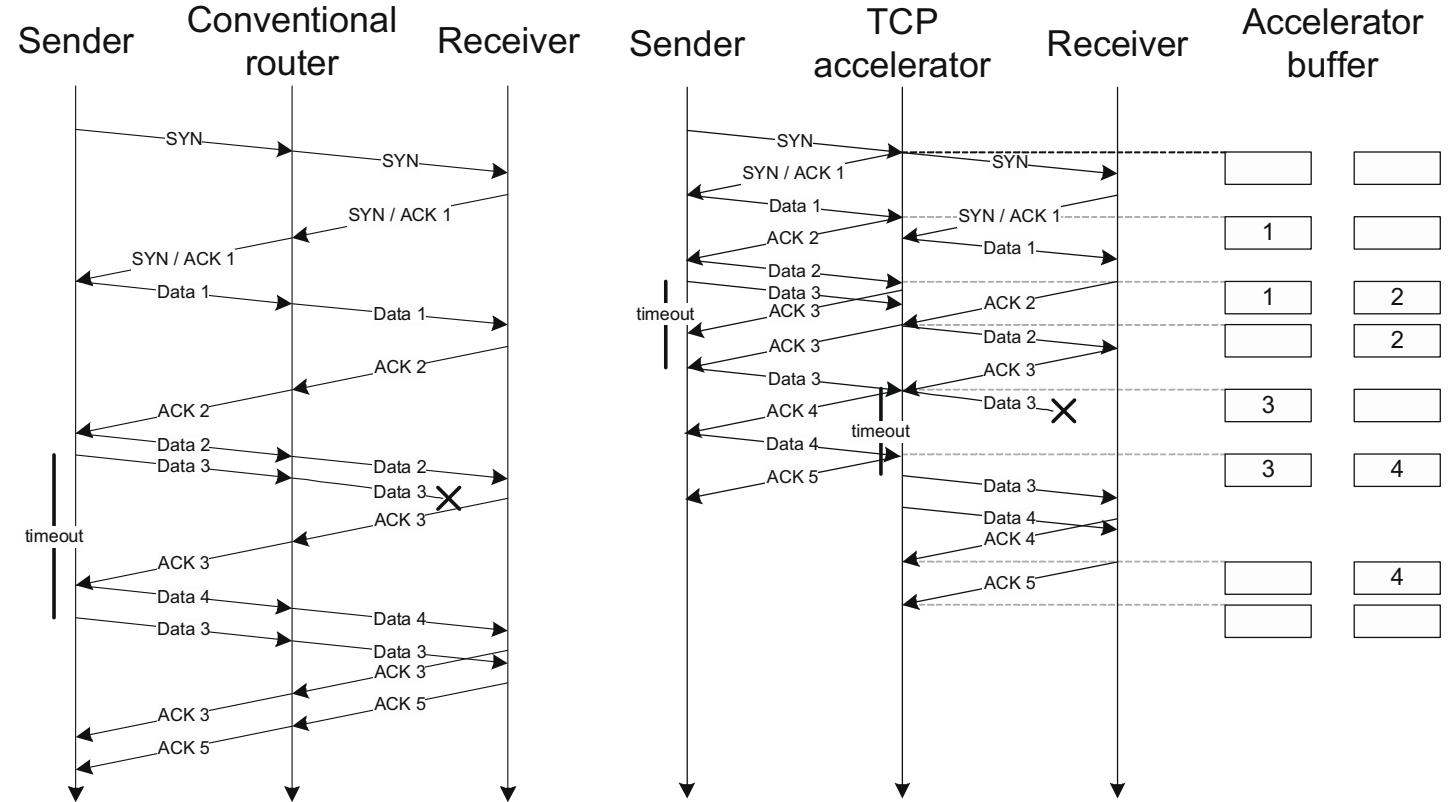 Sender
Conventional
router
Receiver
SYN
SYN
SYN / ACK 1
SYN / ACK 1
Data 1
Data 1
ACK 2
ACK 2
Data 2
Data 3
Data 2
Data 3
ACK 3
timeout
ACK 3
Data 4
Data 4
Data 3
Data 3
ACK 3
ACK 5
ACK 3
ACK 5
Sender
TCP
accelerator
Receiver
Accelerator
buffer
SYN
SYN
SYN / ACK 1
Data 1
SYN / ACK 1
1
ACK 2
Data 1
Data 2
Data 3
ACK 3
timeout
ACK 2
1
2
ACK 3
Data 2
2
Data 3
ACK 3
ACK 4
Data 3
3
timeout
Data 4
ACK 5
3
4
Data 3
Data 4
ACK 4
ACK 5
4